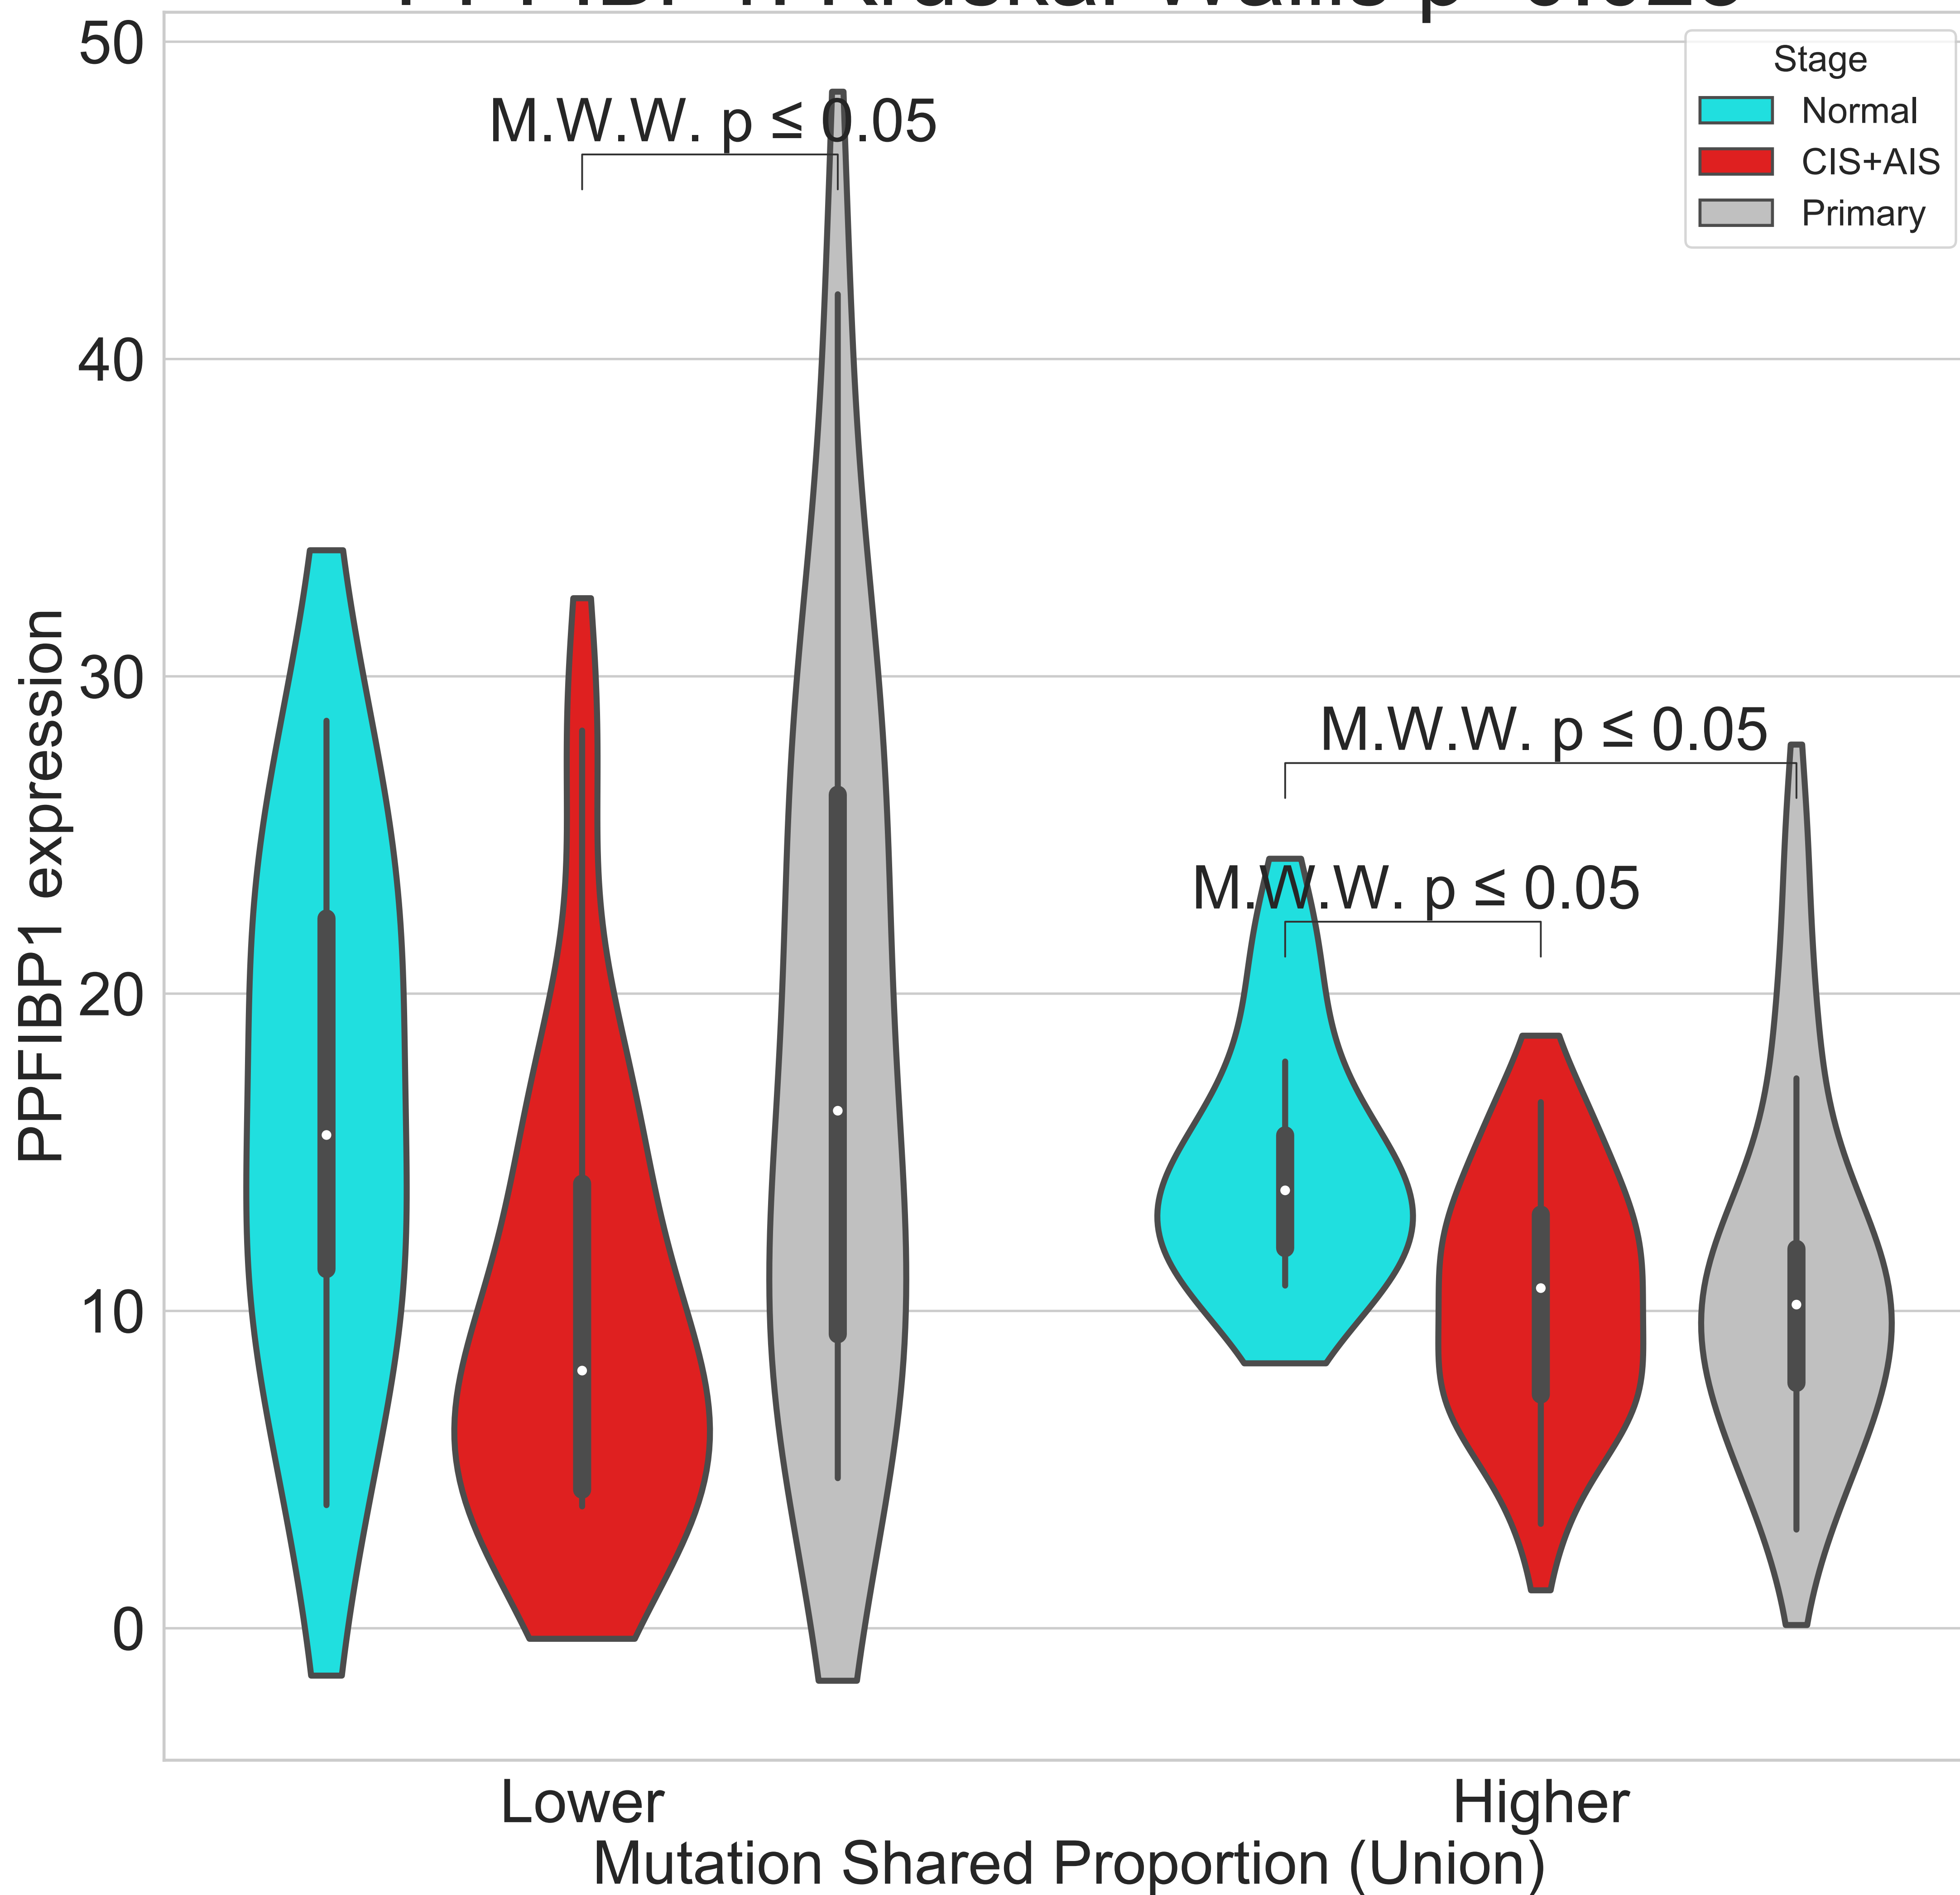 50
M.W.W. p ≤ 0.05
Stage
Normal
CIS+AIS
Primary
40
30
M.W.W. p ≤ 0.05
M.W.W. p ≤ 0.05
20
10
0
PPFIBP1 expression
Lower
Higher
Mutation Shared Proportion (Union)